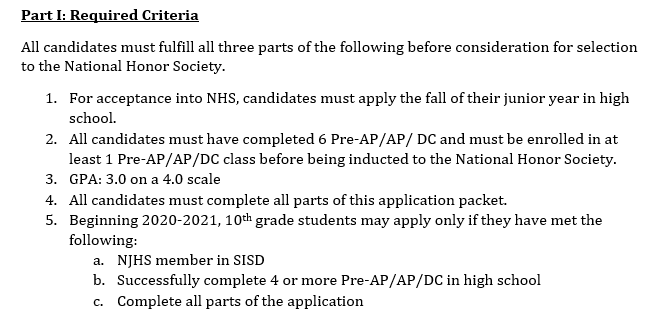 Part I: Required Criteria
All candidates must fulfill all three parts of the following before consideration for selection
to the National Honor Society.
1. For acceptance into NHS, candidates must apply the fall of their junior year in high
school.
2. All candidates must have completed 6 Pre-AP/AP/ DC and must be enrolled in at
least 1 Pre-AP/AP/DC class before being inducted to the National Honor Society.
3. GPA: 3.0 on a 4.0 scale
4. All candidates must complete all parts of this application packet.
5. Beginning 2020-2021, 10th grade students may apply only if they have met the
following:
a. NJHS member in SISD
b. Successfully complete 4 or more Pre-AP/AP/DC in high school
c. Complete all parts of the application